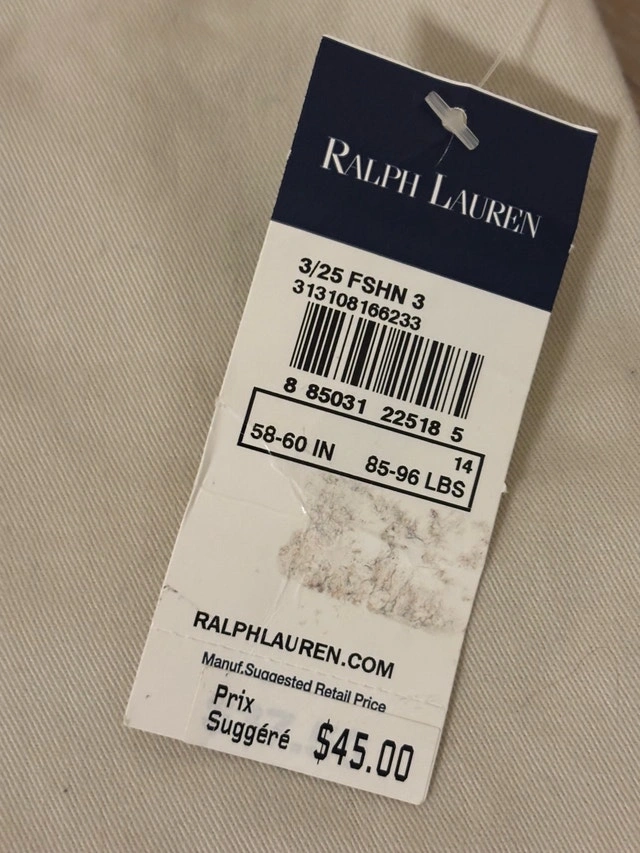 RALPH LAUREN
3/25 FSHN 3
313108166233
8 85031 22518 5
14
58-60 IN 85-96 LBS
RALPHLAUREN.COM
Manuf.Suggested Retail Price
Prix
Suggéré $45.00